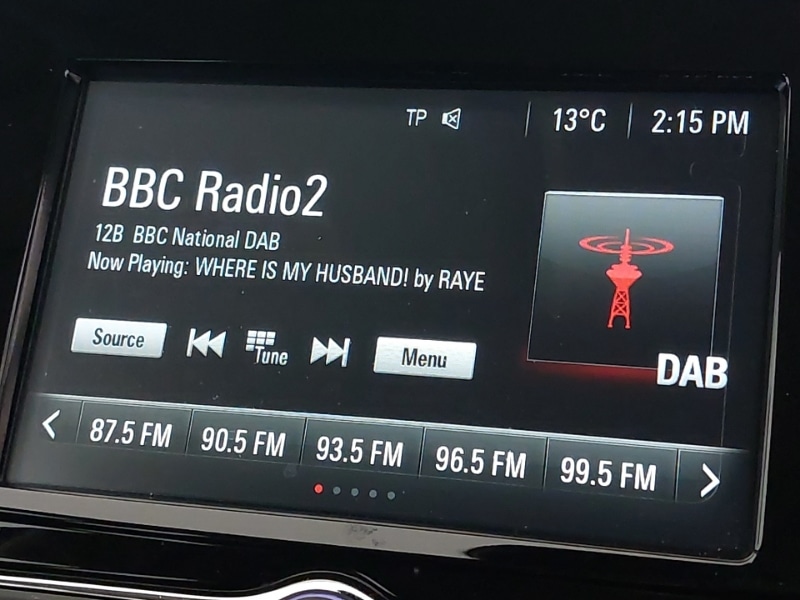 TP 13°C 2:15 PM
BBC Radio2
12B BBC National DAB
Now Playing: WHERE IS MY HUSBAND! by RAYE
DAB
Source Tune Menu
87.5 FM 90.5 FM 93.5 FM 96.5 FM 99.5 FM